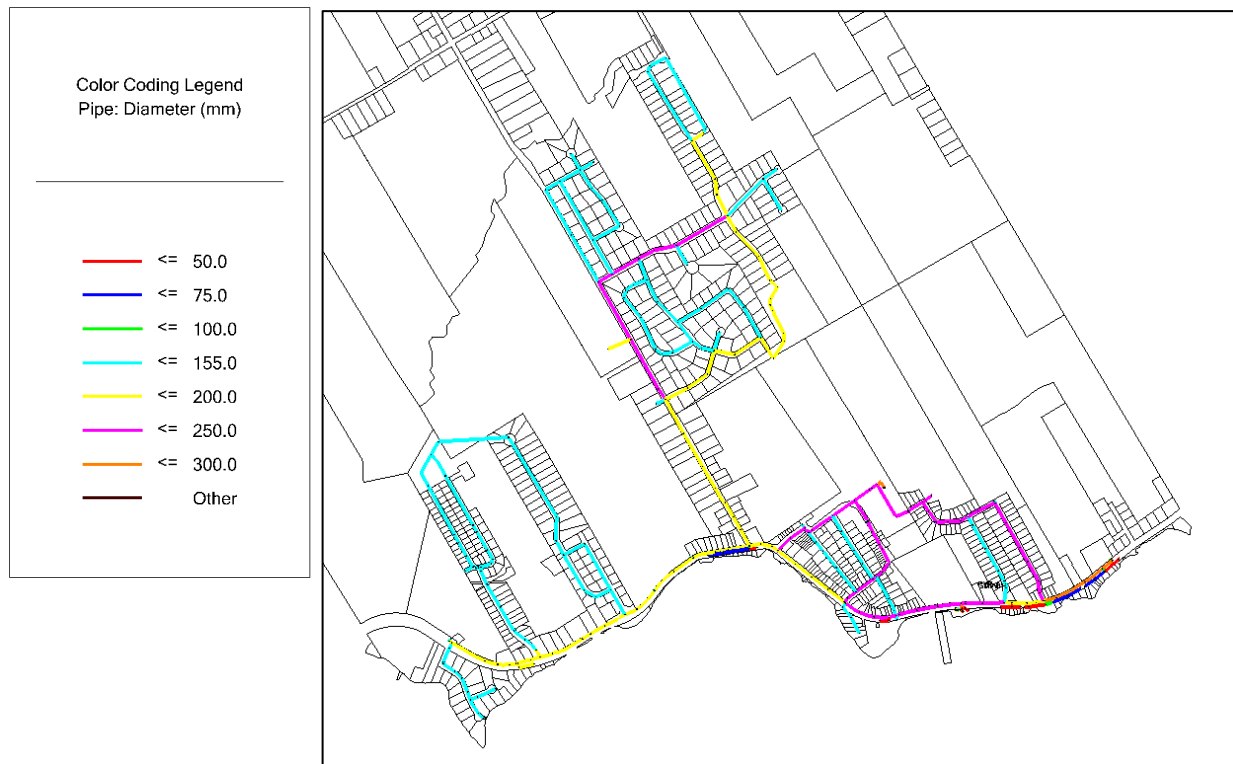 Color Coding Legend
Pipe: Diameter (mm)
<= 50.0
<= 75.0
<= 100.0
<= 155.0
<= 200.0
<= 250.0
<= 300.0
Other